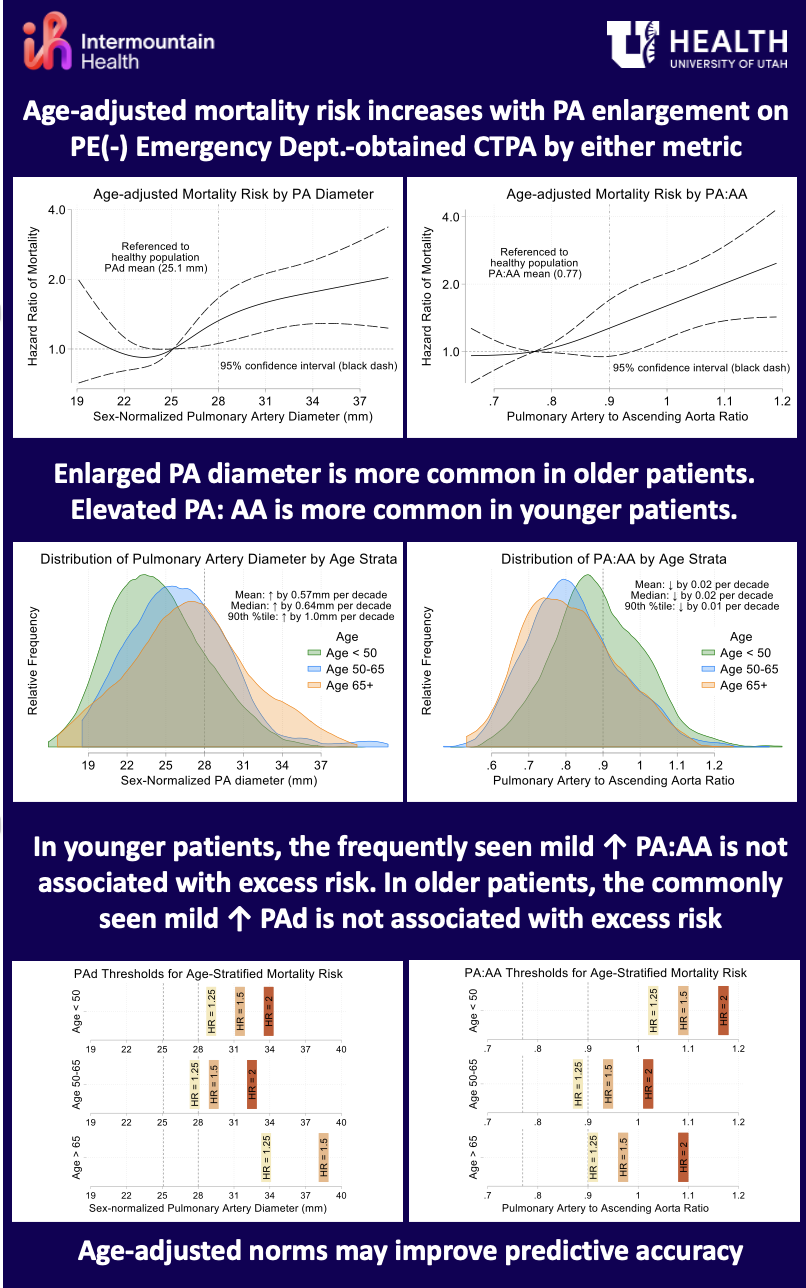 Intermountain
Health
U
HEALTH
UNIVERSITY OF UTAH
Age-adjusted mortality risk increases with PA enlargement on
PE(-) Emergency Dept.-obtained CTPA by either metric
Age-adjusted Mortality Risk by PA Diameter
Hazard Ratio of Mortality
4.0
2.0
1.0
Referenced to
healthy population
PAd mean (25.1 mm)
95% confidence interval (black dash)
19 22 25 28 31 34 37
Sex-Normalized Pulmonary Artery Diameter (mm)
Age-adjusted Mortality Risk by PA:AA
Hazard Ratio of Mortality
4.0
2.0
1.0
Referenced to
healthy population
PA:AA mean (0.77)
95% confidence interval (black dash)
.7 .8 .9 1 1.1 1.2
Pulmonary Artery to Ascending Aorta Ratio
Enlarged PA diameter is more common in older patients.
Elevated PA: AA is more common in younger patients.
Distribution of Pulmonary Artery Diameter by Age Strata
Relative Frequency
Mean: ↑ by 0.57mm per decade
Median: ↑ by 0.64mm per decade
90th %tile: ↑ by 1.0mm per decade
Age
Age < 50
Age 50-65
Age 65+
19 22 25 28 31 34 37
Sex-Normalized PA diameter (mm)
Distribution of PA:AA by Age Strata
Relative Frequency
Mean: ↓ by 0.02 per decade
Median: ↓ by 0.02 per decade
90th %tile: ↓ by 0.01 per decade
Age
Age < 50
Age 50-65
Age 65+
.6 .7 .8 .9 1 1.1 1.2
Pulmonary Artery to Ascending Aorta Ratio
In younger patients, the frequently seen mild ↑ PA:AA is not
associated with excess risk. In older patients, the commonly
seen mild ↑ PAd is not associated with excess risk
PAd Thresholds for Age-Stratified Mortality Risk
Age < 50
HR = 1.25 HR = 1.5 HR = 2
19 22 25 28 31 34 40
Age 50-65
HR = 1.25 HR = 1.5 HR = 2
19 22 25 28 31 34 40
Age > 65
HR = 1.25 HR = 1.5
19 22 25 28 31 34 40
Sex-normalized Pulmonary Artery Diameter (mm)
PA:AA Thresholds for Age-Stratified Mortality Risk
Age < 50
HR = 1.25 HR = 1.5 HR = 2
.7 .8 .9 1 1.1 1.2
Age 50-65
HR = 1.25 HR = 1.5 HR = 2
.7 .8 .9 1 1.1 1.2
Age > 65
HR = 1.25 HR = 1.5 HR = 2
.7 .8 .9 1 1.1 1.2
Pulmonary Artery to Ascending Aorta Ratio
Age-adjusted norms may improve predictive accuracy